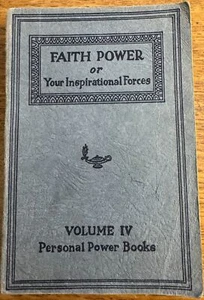 FAITH POWER
or
Your Inspirational Forces
VOLUME IV
Personal Power Books